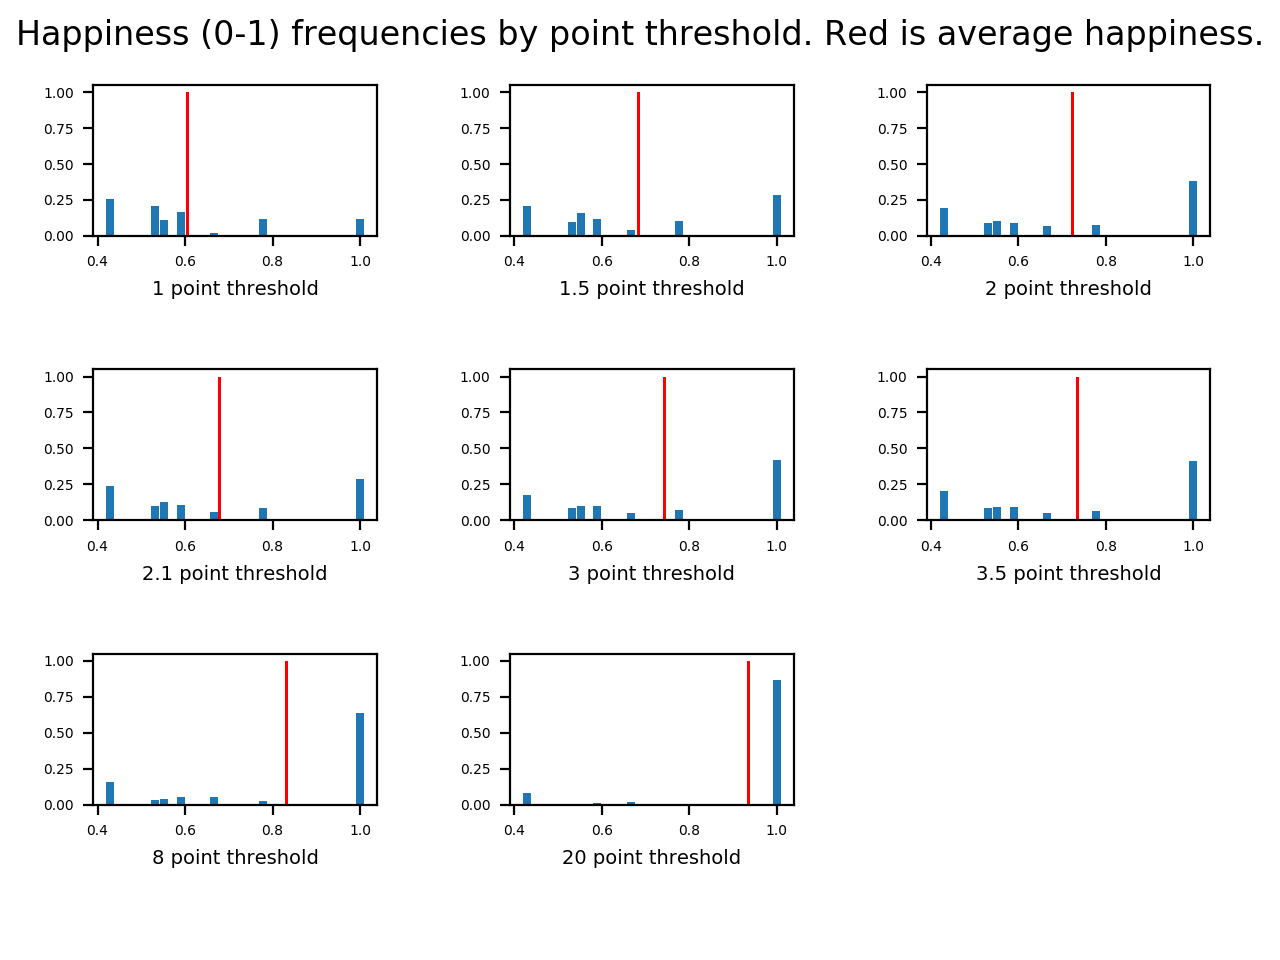 Happiness (0-1) frequencies by point threshold. Red is average happiness.
1.00 1.00 1.00
0.75 0.75 0.75
0.50 0.50 0.50
0.25 0.25 0.25
0.00 0.00 0.00
0.4 0.6 0.8 1.0 0.4 0.6 0.8 1.0 0.4 0.6 0.8 1.0
1 point threshold 1.5 point threshold 2 point threshold
1.00 1.00 1.00
0.75 0.75 0.75
0.50 0.50 0.50
0.25 0.25 0.25
0.00 0.00 0.00
0.4 0.6 0.8 1.0 0.4 0.6 0.8 1.0 0.4 0.6 0.8 1.0
2.1 point threshold 3 point threshold 3.5 point threshold
1.00 1.00
0.75 0.75
0.50 0.50
0.25 0.25
0.00 0.00
0.4 0.6 0.8 1.0 0.4 0.6 0.8 1.0
8 point threshold 20 point threshold